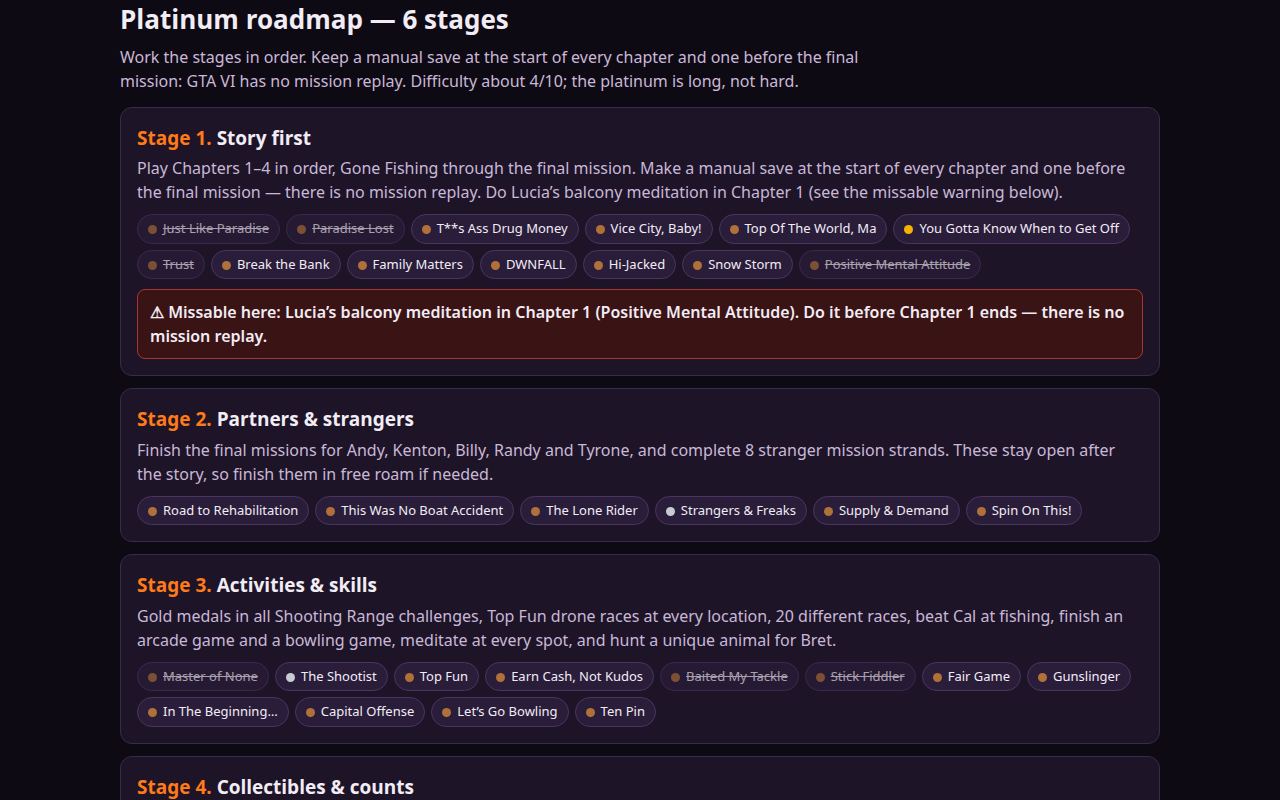 Platinum roadmap — 6 stages
Work the stages in order. Keep a manual save at the start of every chapter and one before the final
mission: GTA VI has no mission replay. Difficulty about 4/10; the platinum is long, not hard.
Stage 1. Story first
Play Chapters 1–4 in order, Gone Fishing through the final mission. Make a manual save at the start of every chapter and one before
the final mission — there is no mission replay. Do Lucia’s balcony meditation in Chapter 1 (see the missable warning below).
Just Like Paradise Paradise Lost T**s Ass Drug Money Vice City, Baby! Top Of The World, Ma You Gotta Know When to Get Off
Trust Break the Bank Family Matters DWNFALL Hi-Jacked Snow Storm Positive Mental Attitude
⚠ Missable here: Lucia’s balcony meditation in Chapter 1 (Positive Mental Attitude). Do it before Chapter 1 ends — there is no
mission replay.
Stage 2. Partners & strangers
Finish the final missions for Andy, Kenton, Billy, Randy and Tyrone, and complete 8 stranger mission strands. These stay open after
the story, so finish them in free roam if needed.
Road to Rehabilitation This Was No Boat Accident The Lone Rider Strangers & Freaks Supply & Demand Spin On This!
Stage 3. Activities & skills
Gold medals in all Shooting Range challenges, Top Fun drone races at every location, 20 different races, beat Cal at fishing, finish an
arcade game and a bowling game, meditate at every spot, and hunt a unique animal for Bret.
Master of None The Shootist Top Fun Earn Cash, Not Kudos Baited My Tackle Stick Fiddler Fair Game Gunslinger
In The Beginning... Capital Offense Let’s Go Bowling Ten Pin
Stage 4. Collectibles & counts